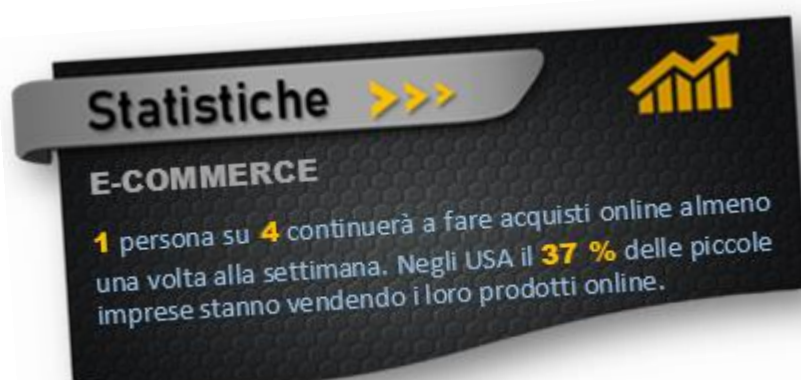 Statistiche >>>
E-COMMERCE
1 persona su 4 continuerà a fare acquisti online almeno
una volta alla settimana. Negli USA il 37 % delle piccole
imprese stanno vendendo i loro prodotti online.